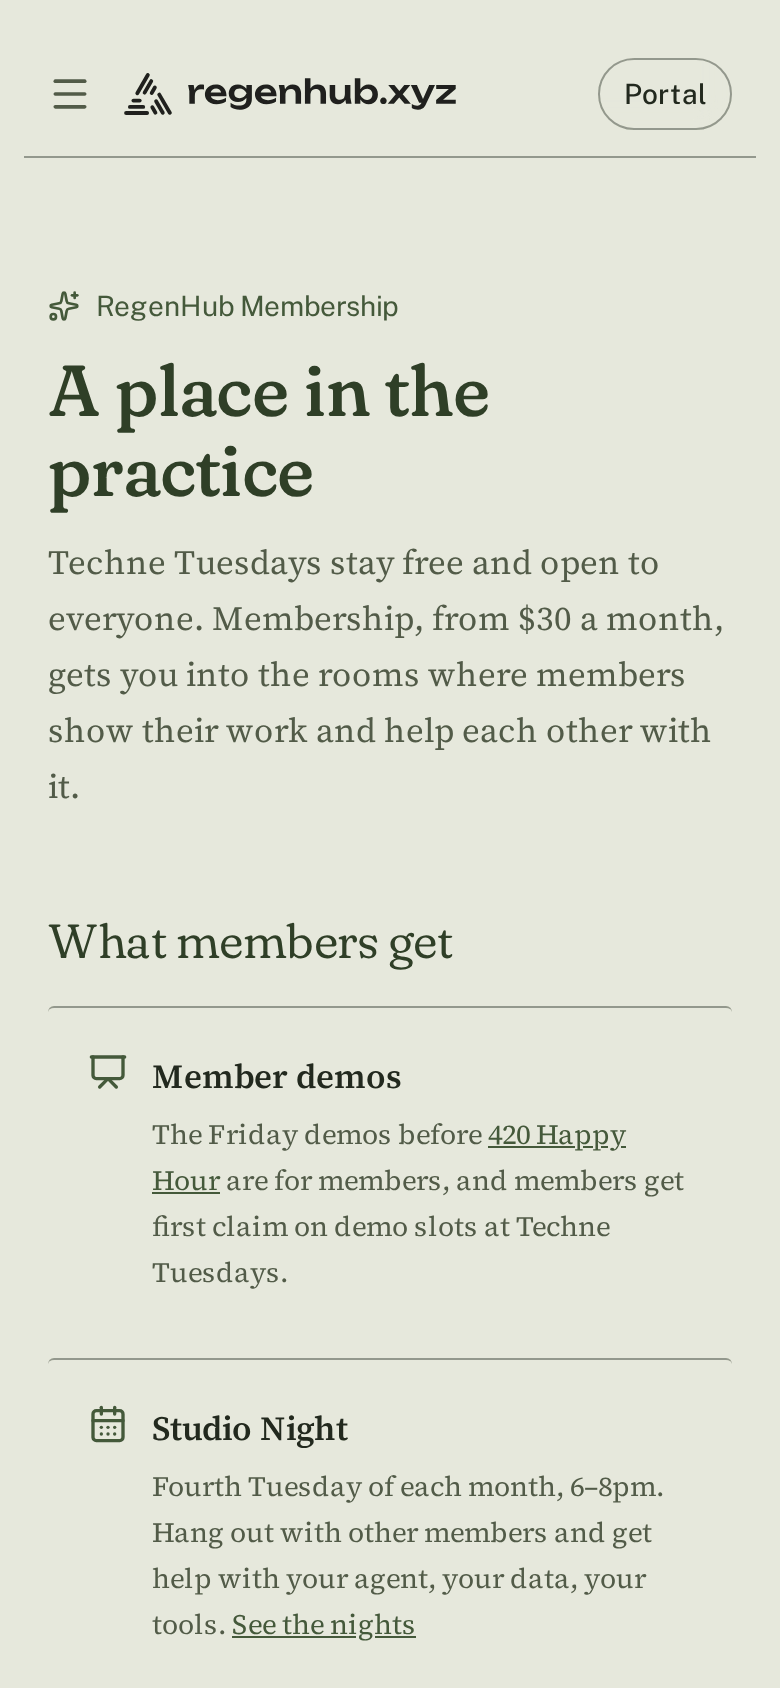 regenhub.xyz
Portal
RegenHub Membership
A place in the
practice
Techne Tuesdays stay free and open to
everyone. Membership, from $30 a month,
gets you into the rooms where members
show their work and help each other with
it.
What members get
Member demos
The Friday demos before 420 Happy
Hour are for members, and members get
first claim on demo slots at Techne
Tuesdays.
Studio Night
Fourth Tuesday of each month, 6–8pm.
Hang out with other members and get
help with your agent, your data, your
tools. See the nights